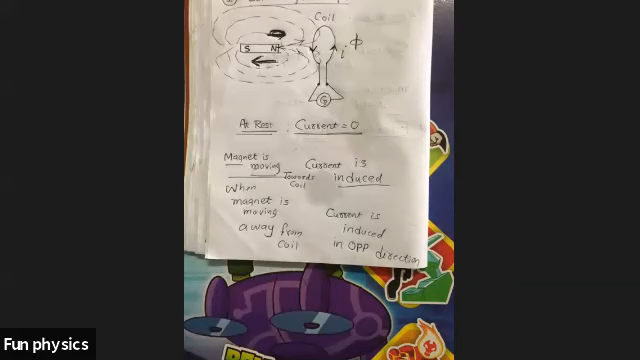 Coil
S N
i ϕ
G
At Rest : Current = 0
Magnet is moving Towards coil
Current is induced
When magnet is moving away from coil
Current is induced in opp direction
Fun physics